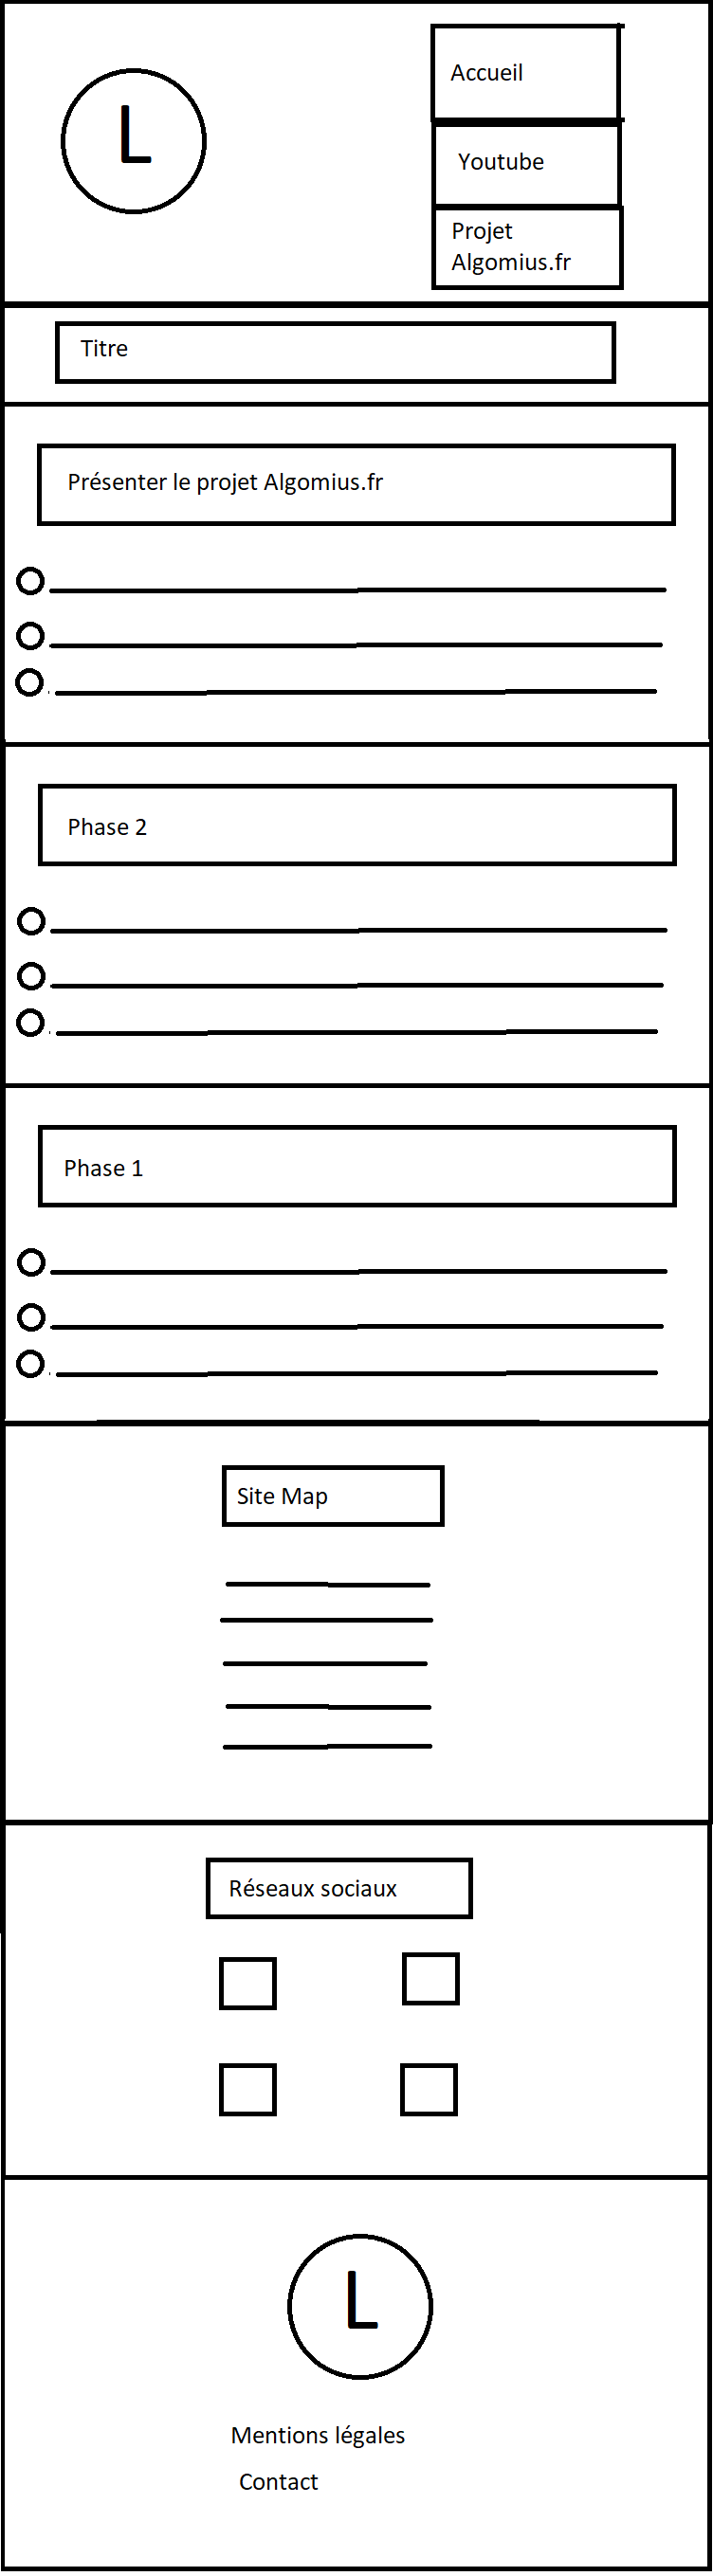 L
Accueil
Youtube
Projet
Algomius.fr
Titre
Présenter le projet Algomius.fr
Phase 2
Phase 1
Site Map
Réseaux sociaux
L
Mentions légales
Contact